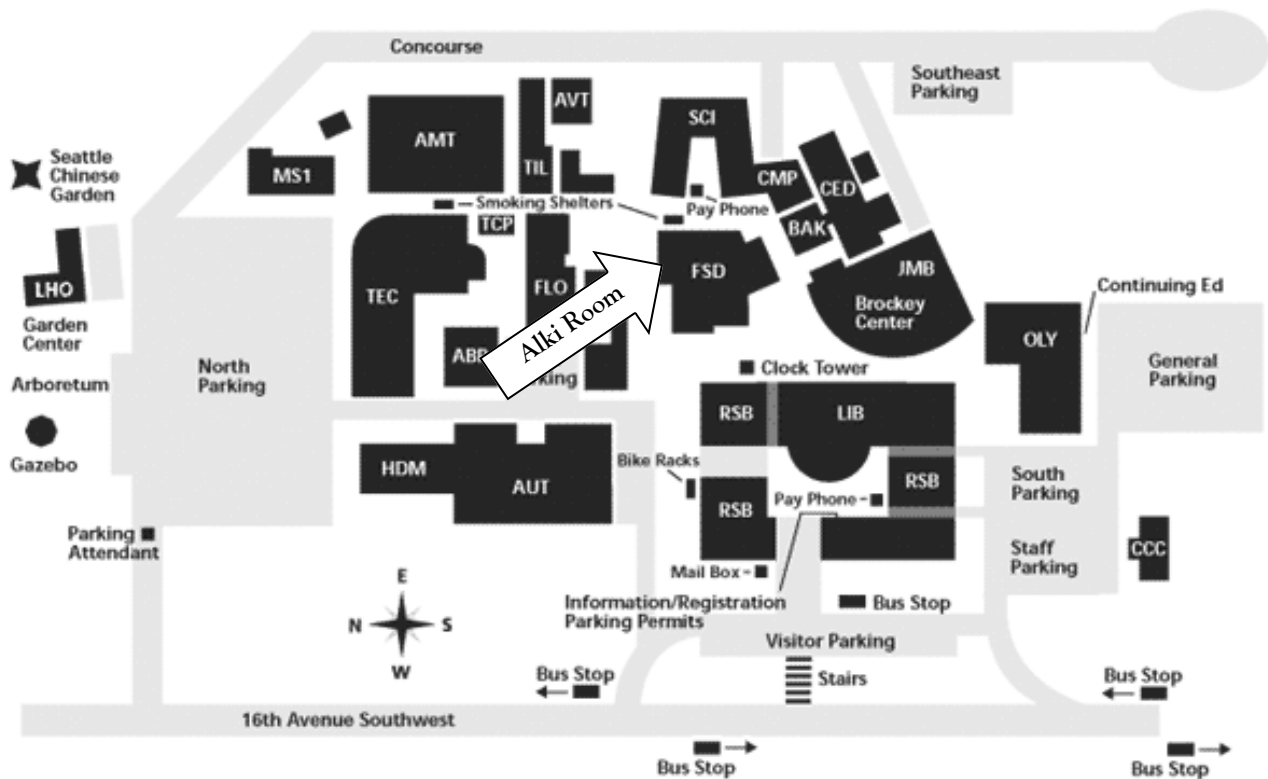 Concourse
Southeast
Parking
AVT
SCI
AMT
TIL
Seattle
Chinese
Garden
MS1
CMP
CED
Smoking Shelters
Pay Phone
TCP
BAK
FSD
JMB
Brockey
Center
LHO
TEC
FLO
Alki Room
Continuing Ed
Garden
Center
OLY
North
Parking
General
Parking
Arboretum
Clock Tower
RSB
LIB
Gazebo
HDM
AUT
Bike Racks
RSB
Pay Phone
RSB
South
Parking
Parking
Attendant
Staff
Parking
CCC
Mail Box
E
N
S
W
Information/Registration
Parking Permits
Bus Stop
Visitor Parking
Bus Stop
Stairs
Bus Stop
16th Avenue Southwest
Bus Stop
Bus Stop